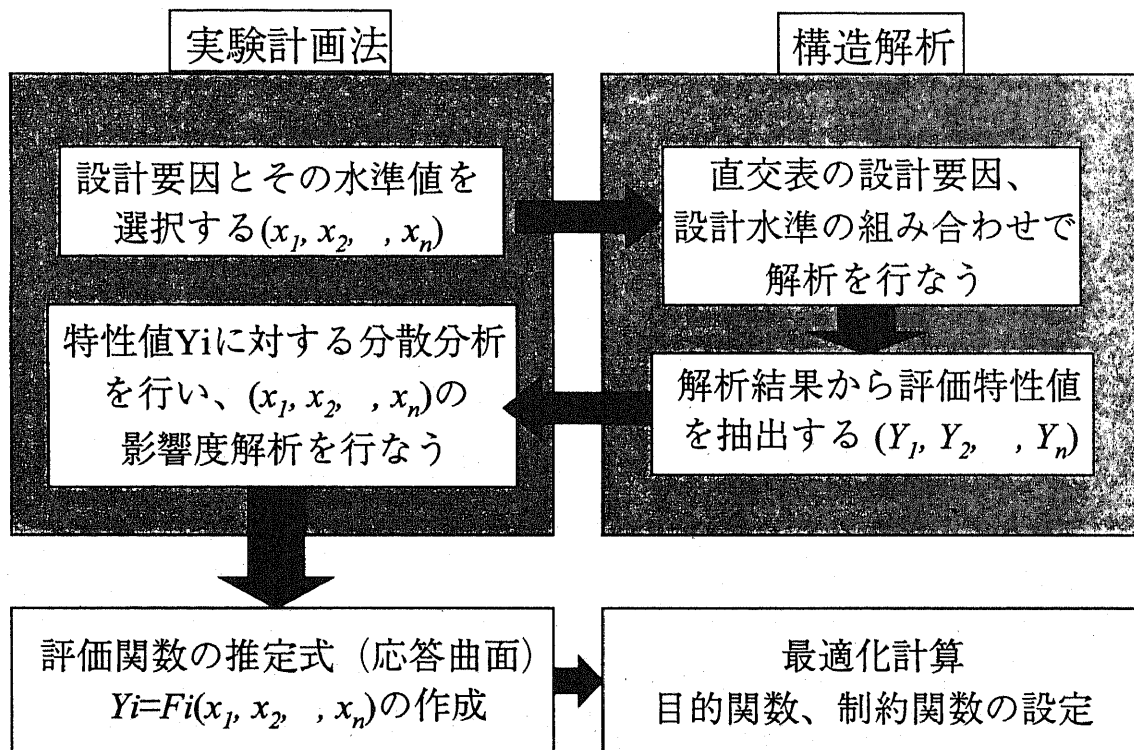 実験計画法
設計要因とその水準値を
選択する(x₁, x₂, , xₙ)
特性値Yiに対する分散分析
を行い、(x₁, x₂, , xₙ)の
影響度解析を行なう
構造解析
直交表の設計要因、
設計水準の組み合わせで
解析を行なう
解析結果から評価特性値
を抽出する (Y₁, Y₂, , Yₙ)
評価関数の推定式（応答曲面）
Yi=Fi(x₁, x₂, , xₙ)の作成
最適化計算
目的関数、制約関数の設定